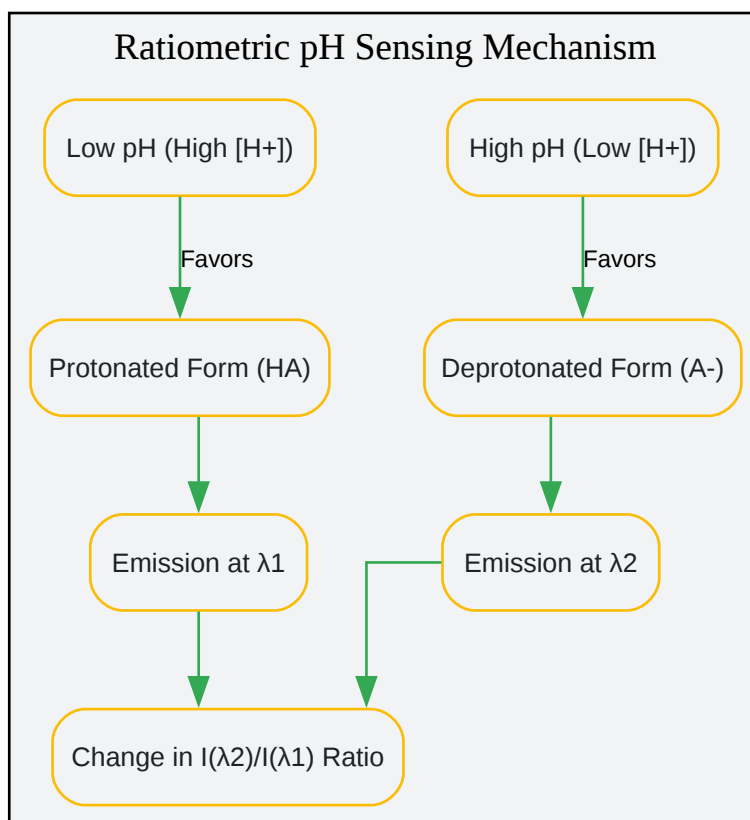 Ratiometric pH Sensing Mechanism
Low pH (High [H+])
High pH (Low [H+])
Favors
Favors
Protonated Form (HA)
Deprotonated Form (A-)
Emission at λ1
Emission at λ2
Change in I(λ2)/I(λ1) Ratio